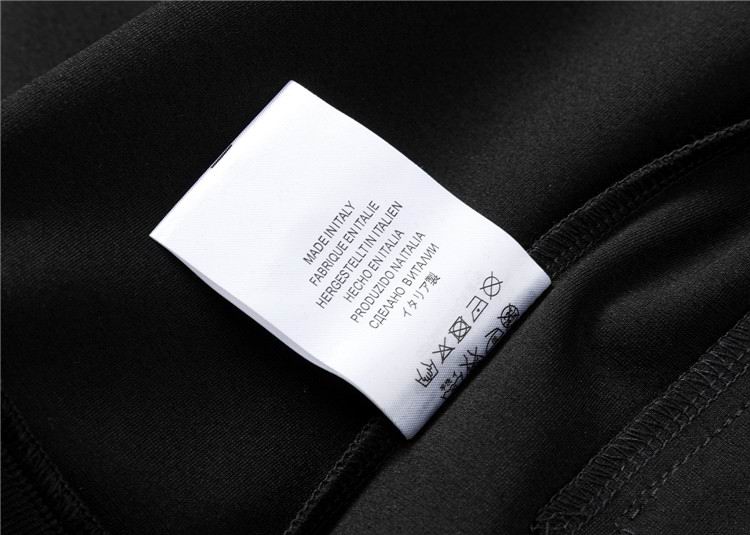 MADE IN ITALY
FABRIQUE EN ITALIE
HERGESTELLT IN ITALIEN
HECHO EN ITALIA
PRODUZIDO NA ITALIA
СДЕЛАНО В ИТАЛИИ
イタリア製